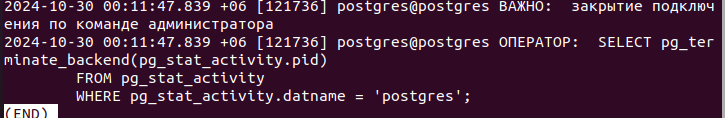 2024-10-30 00:11:47.839 +06 [121736] postgres@postgres ВАЖНО:  закрытие подключ
ения по команде администратора
2024-10-30 00:11:47.839 +06 [121736] postgres@postgres ОПЕРАТОР:  SELECT pg_ter
minate_backend(pg_stat_activity.pid)
        FROM pg_stat_activity
        WHERE pg_stat_activity.datname = 'postgres';
(END)